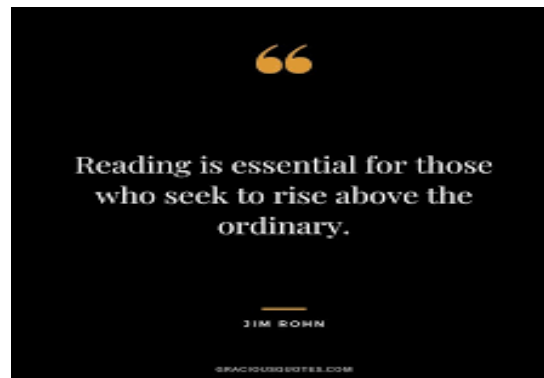 “
Reading is essential for those
who seek to rise above the
ordinary.
JIM ROHN
GRACIOUSQUOTES.COM